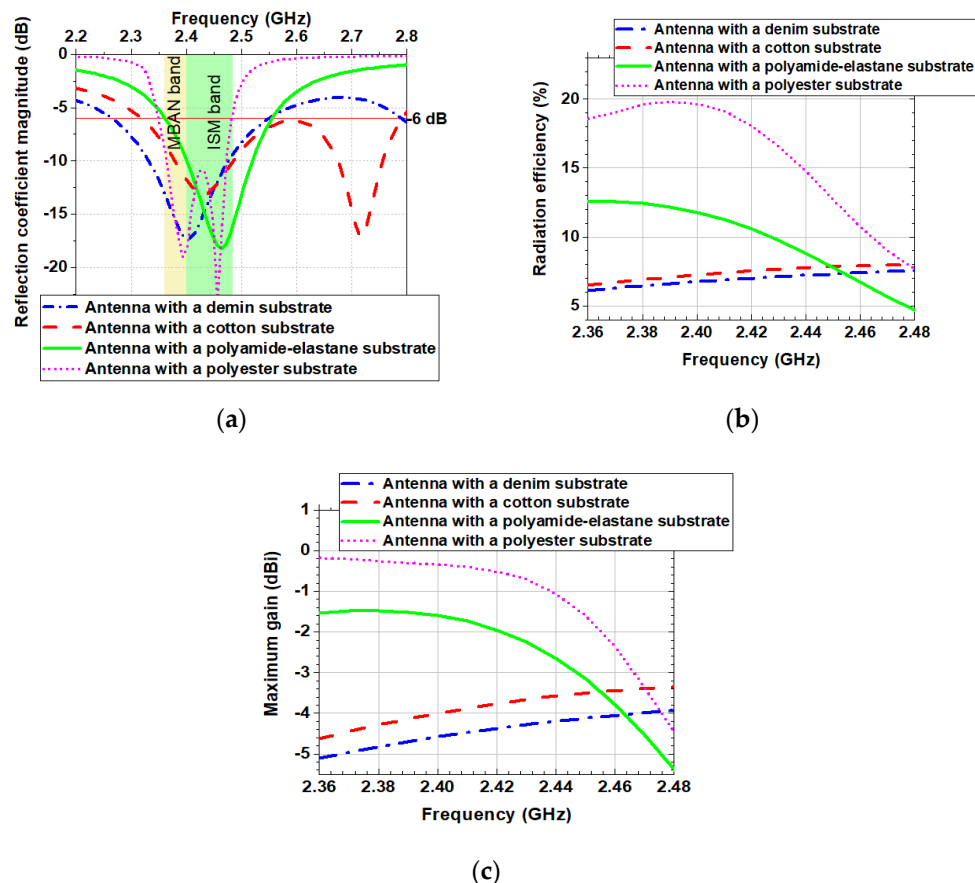 Frequency (GHz)
2.2 2.3 2.4 2.5 2.6 2.7 2.8
Reflection coefficient magnitude (dB)
0
-5
-10
-15
-20
MBAN band
ISM band
-6 dB
Antenna with a demin substrate
Antenna with a cotton substrate
Antenna with a polyamide-elastane substrate
Antenna with a polyester substrate
(a)
Antenna with a denim substrate
Antenna with a cotton substrate
Antenna with a polyamide-elastane substrate
Antenna with a polyester substrate
Radiation efficiency (%)
20
15
10
5
2.36 2.38 2.40 2.42 2.44 2.46 2.48
Frequency (GHz)
(b)
Antenna with a denim substrate
Antenna with a cotton substrate
Antenna with a polyamide-elastane substrate
Antenna with a polyester substrate
Maximum gain (dBi)
1
0
-1
-2
-3
-4
-5
2.36 2.38 2.40 2.42 2.44 2.46 2.48
Frequency (GHz)
(c)